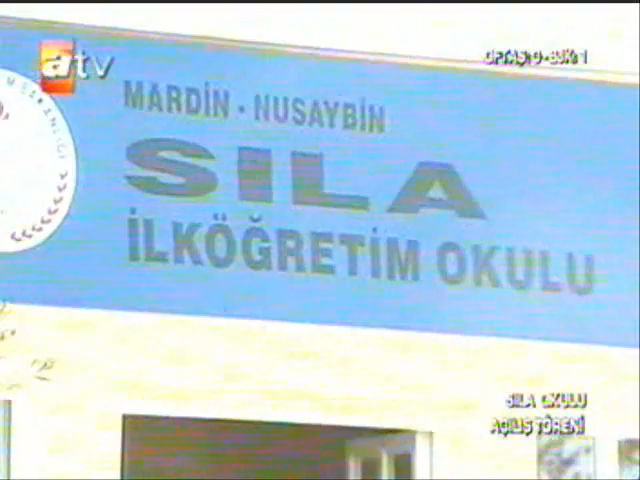 atv
MARDİN - NUSAYBİN
SILA
İLKÖĞRETİM OKULU
SILA OKULU
AÇILIŞ TÖRENİ